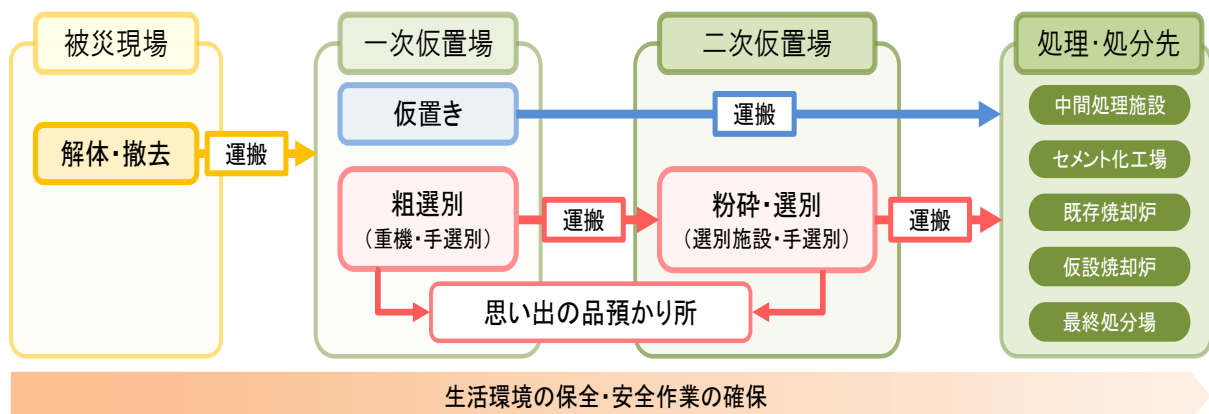 被災現場
一次仮置場
二次仮置場
処理・処分先
解体・撤去
運搬
仮置き
運搬
粗選別
(重機・手選別)
運搬
粉砕・選別
(選別施設・手選別)
運搬
思い出の品預かり所
中間処理施設
セメント化工場
既存焼却炉
仮設焼却炉
最終処分場
生活環境の保全・安全作業の確保